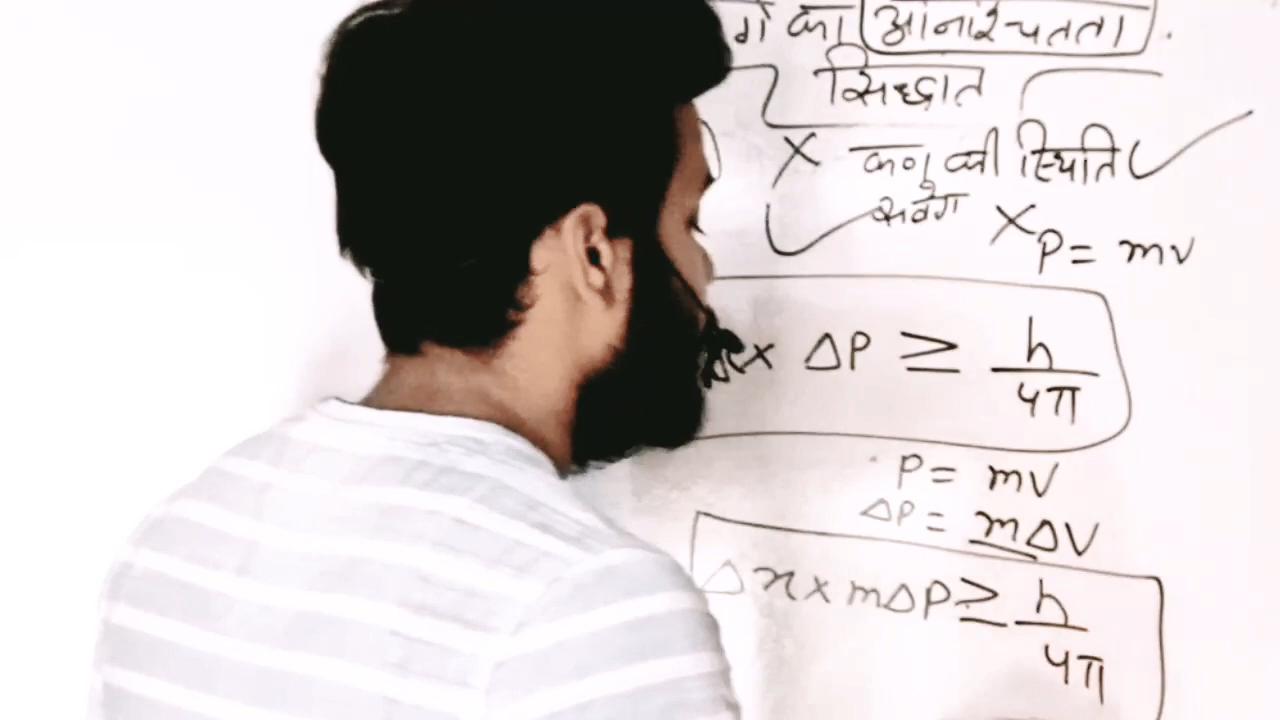 का अनिश्चितता
सिद्धांत
X कण की स्थिति
संवेग X
P = mv
x ΔP ≥ h/4π
P = mV
ΔP = mΔV
Δx x mΔP ≥ h/4π